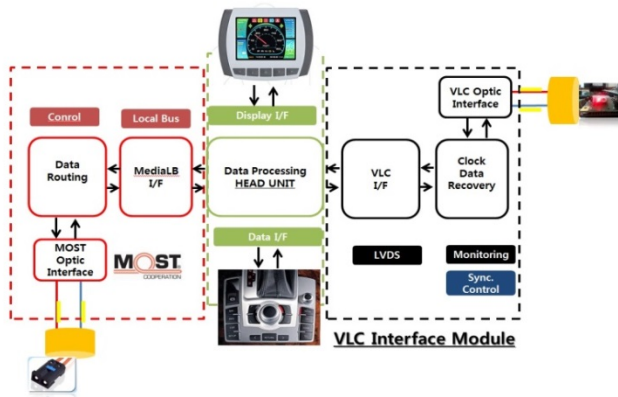 Conrol
Local Bus
Display I/F
VLC Optic
Interface
Data
Routing
MediaLB
I/F
Data Processing
HEAD UNIT
VLC
I/F
Clock
Data
Recovery
MOST
Optic
Interface
MOST
COOPERATION
Data I/F
LVDS
Monitoring
Sync.
Control
VLC Interface Module